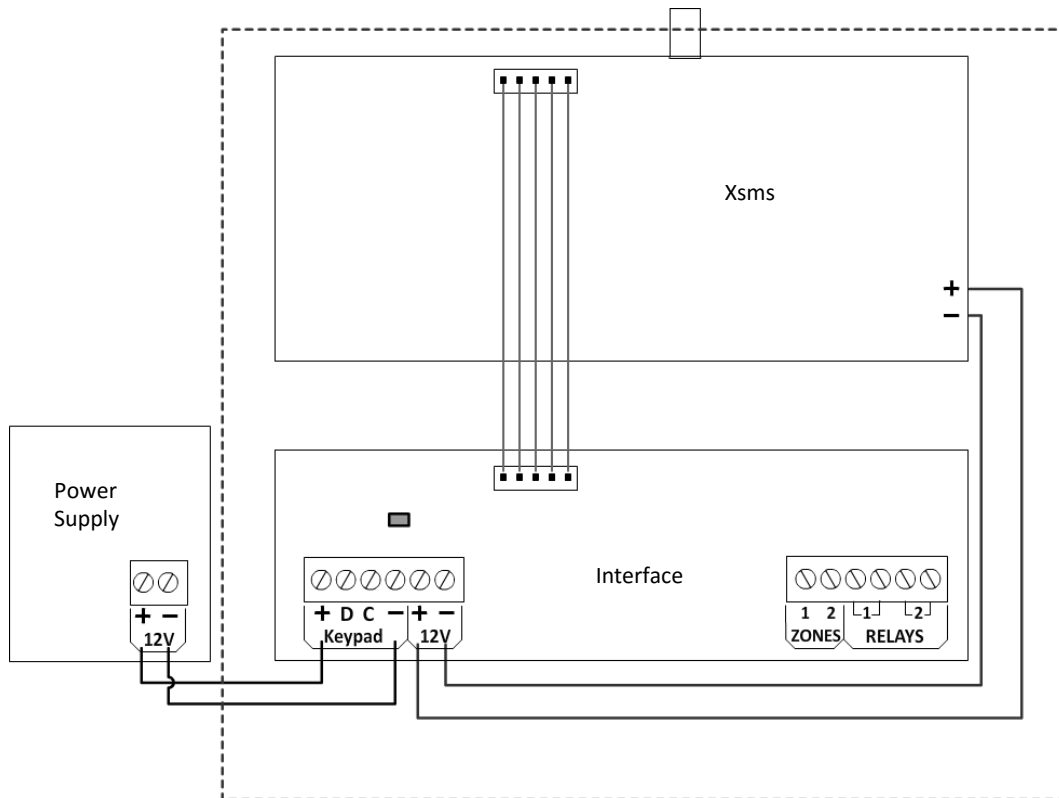 Xsms
+
−
Power
Supply
Interface
+ −
12V
+ D C − + −
Keypad 12V
1 2 1 2
ZONES RELAYS